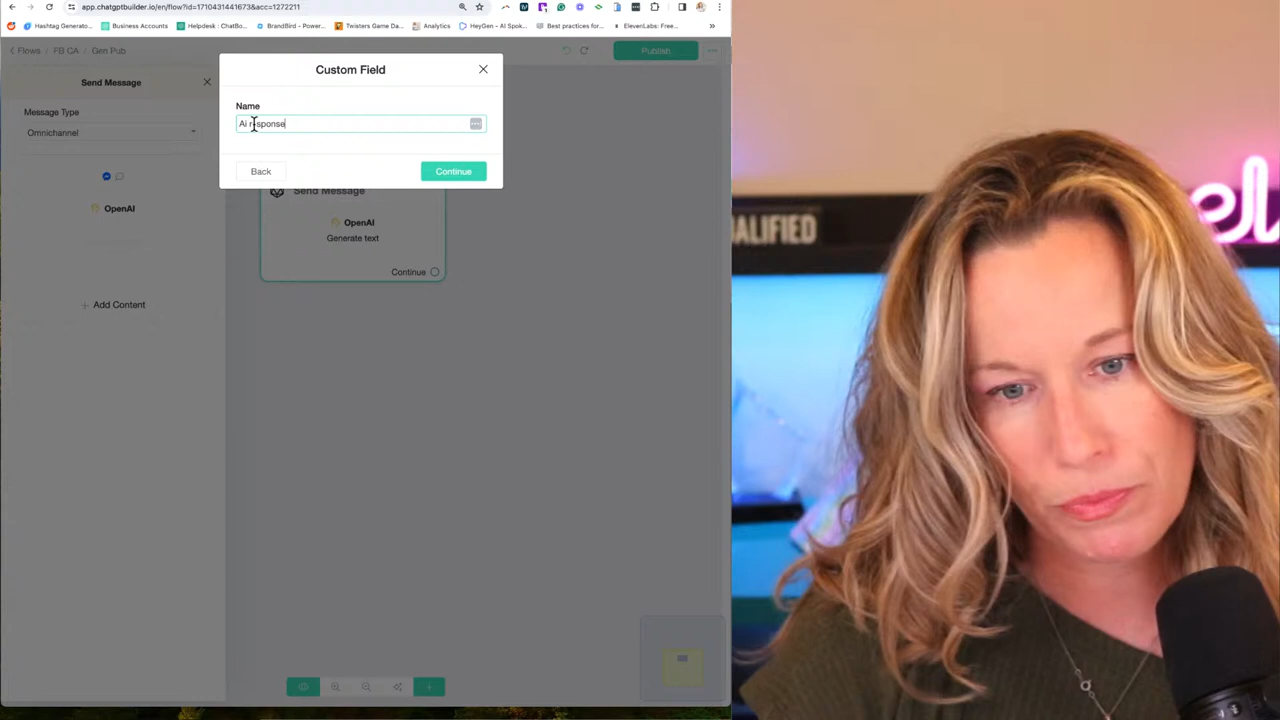 app.chatgptbuilder.io/en/flow?id=1710431441673&acc=1272211
Hashtag Generato...
Business Accounts
Helpdesk : ChatBo...
BrandBird - Power...
Twisters Game Da...
Analytics
HeyGen - AI Spok...
Best practices for...
ElevenLabs: Free...
Flows / FB CA / Gen Pub
Publish
Send Message
Message Type
Omnichannel
OpenAI
Add Content
Custom Field
Name
Ai response
Back
Continue
Send Message
OpenAI
Generate text
Continue
ALIFIED
el